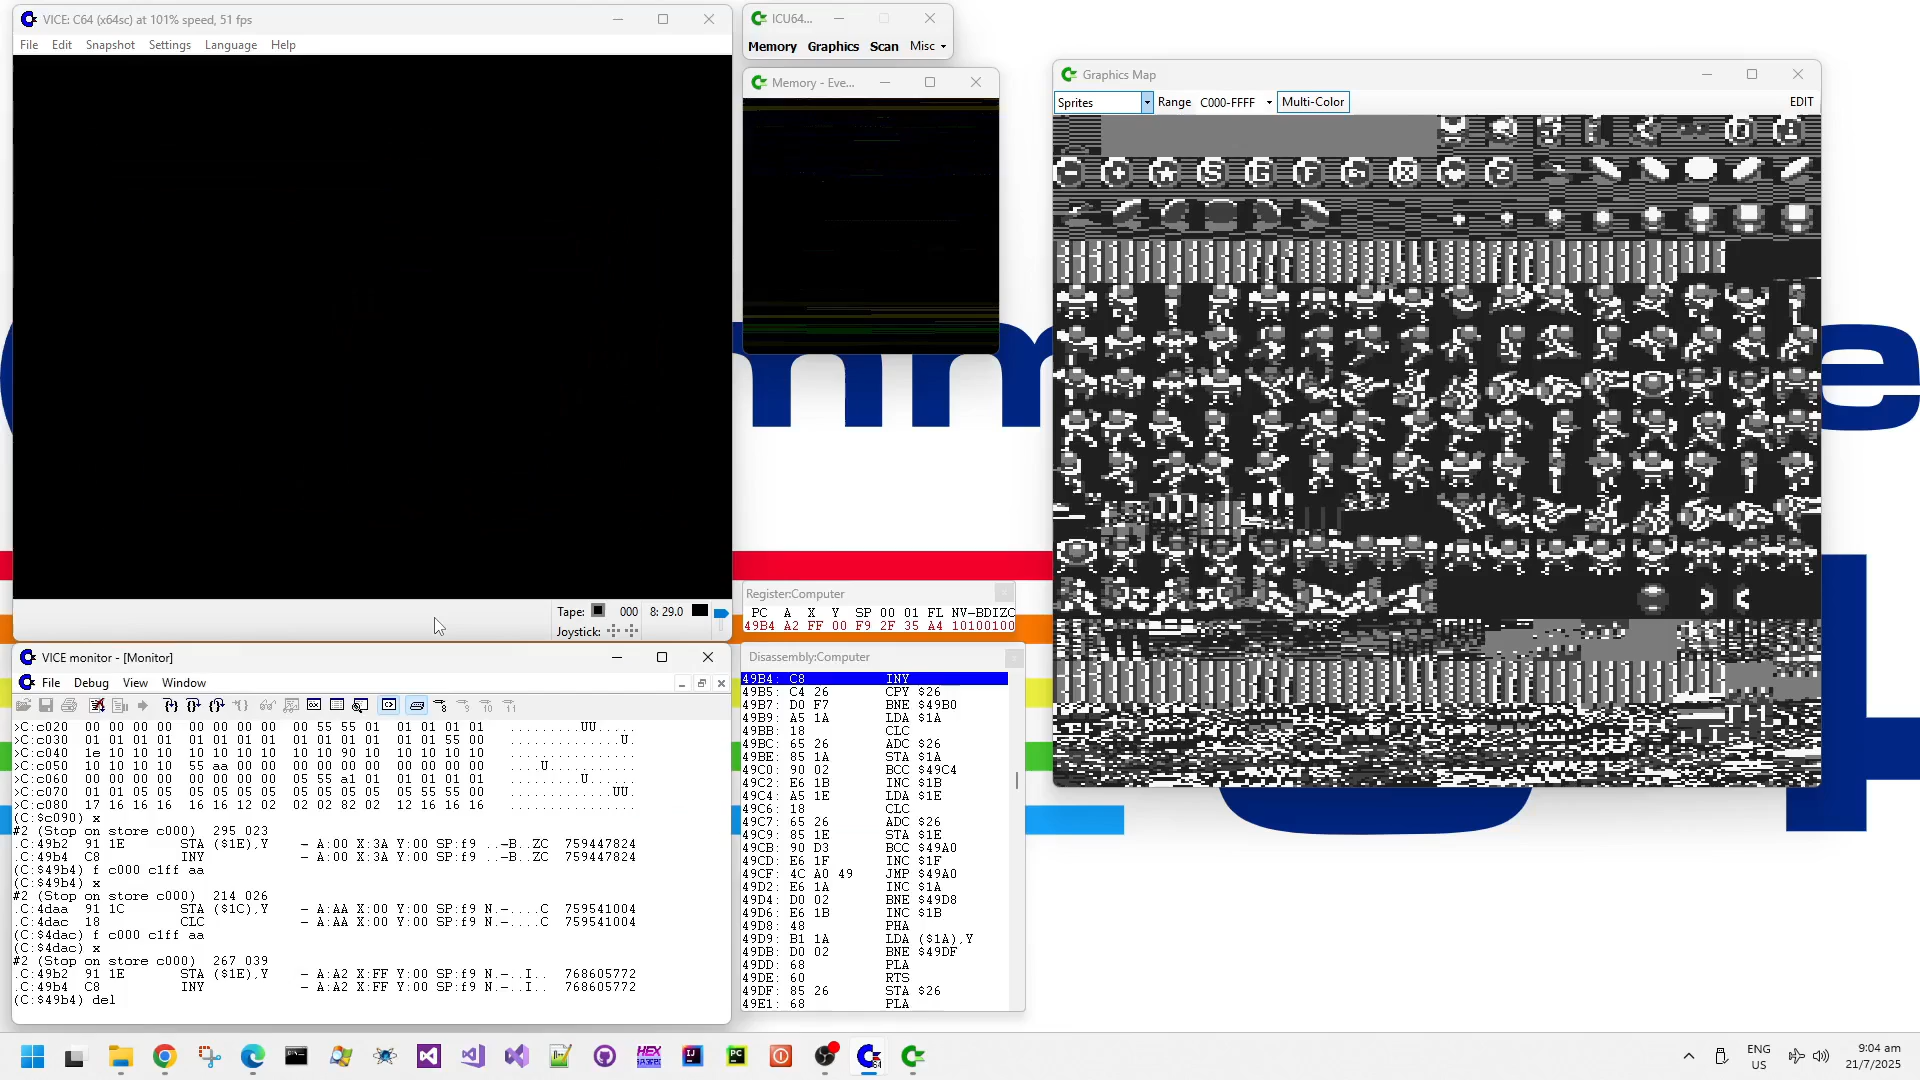 VICE: C64 (x64sc) at 101% speed, 51 fps
File Edit Snapshot Settings Language Help
Tape: 000 8: 29.0
Joystick:
ICU64...
Memory Graphics Scan Misc
Memory - Eve...
Graphics Map
Sprites Range C000-FFFF Multi-Color EDIT
Register:Computer
PC A X Y SP 00 01 FL NV-BDIZC
49B4 A2 FF 00 F9 2F 35 A4 10100100
VICE monitor - [Monitor]
File Debug View Window
>C:c020 00 00 00 00 00 00 00 00 00 55 55 01 01 01 01 01 .........UU.....
>C:c030 01 01 01 01 01 01 01 01 01 01 01 01 01 01 55 00 ..............U.
>C:c040 1e 10 10 10 10 10 10 10 10 10 90 10 10 10 10 10 ................
>C:c050 10 10 10 10 55 aa 00 00 00 00 00 00 00 00 00 00 ....U...........
>C:c060 00 00 00 00 00 00 00 00 05 55 a1 01 01 01 01 01 .........U......
>C:c070 01 01 05 05 05 05 05 05 05 05 05 05 05 55 55 00 .............UU.
>C:c080 17 16 16 16 16 16 12 02 02 02 82 02 12 16 16 16 ................
(C:$c090) x
#2 (Stop on store c000) 295 023
.C:49b2 91 1E STA ($1E),Y - A:00 X:3A Y:00 SP:f9 ..-B..ZC 759447824
.C:49b4 C8 INY - A:00 X:3A Y:00 SP:f9 ..-B..ZC 759447824
(C:$49b4) f c000 c1ff aa
(C:$49b4) x
#2 (Stop on store c000) 214 026
.C:4daa 91 1C STA ($1C),Y - A:AA X:00 Y:00 SP:f9 N.-....C 759541004
.C:4dac 18 CLC - A:AA X:00 Y:00 SP:f9 N.-....C 759541004
(C:$4dac) f c000 c1ff aa
(C:$4dac) x
#2 (Stop on store c000) 267 039
.C:49b2 91 1E STA ($1E),Y - A:A2 X:FF Y:00 SP:f9 N.-..I.. 768605772
.C:49b4 C8 INY - A:A2 X:FF Y:00 SP:f9 N.-..I.. 768605772
(C:$49b4) del
Disassembly:Computer
49B4: C8 INY
49B5: C4 26 CPY $26
49B7: D0 F7 BNE $49B0
49B9: A5 1A LDA $1A
49BB: 18 CLC
49BC: 65 26 ADC $26
49BE: 85 1A STA $1A
49C0: 90 02 BCC $49C4
49C2: E6 1B INC $1B
49C4: A5 1E LDA $1E
49C6: 18 CLC
49C7: 65 26 ADC $26
49C9: 85 1E STA $1E
49CB: 90 D3 BCC $49A0
49CD: E6 1F INC $1F
49CF: 4C A0 49 JMP $49A0
49D2: E6 1A INC $1A
49D4: D0 02 BNE $49D8
49D6: E6 1B INC $1B
49D8: 48 PHA
49D9: B1 1A LDA ($1A),Y
49DB: D0 02 BNE $49DF
49DD: 68 PLA
49DE: 60 RTS
49DF: 85 26 STA $26
49E1: 68 PLA
ENG
US
9:04 am
21/7/2025